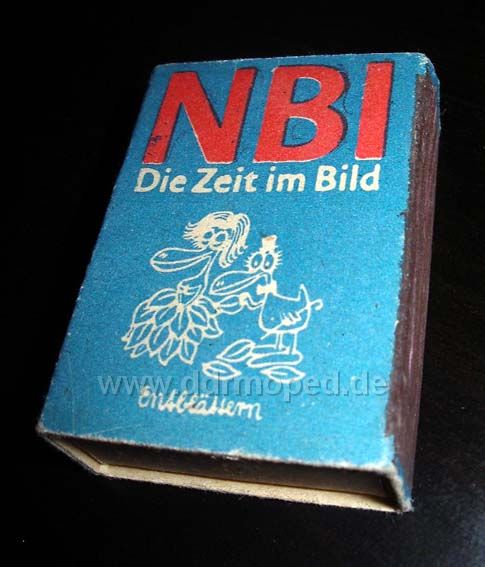 NBI
Die Zeit im Bild
www.ddrmoped.de
Entblättern